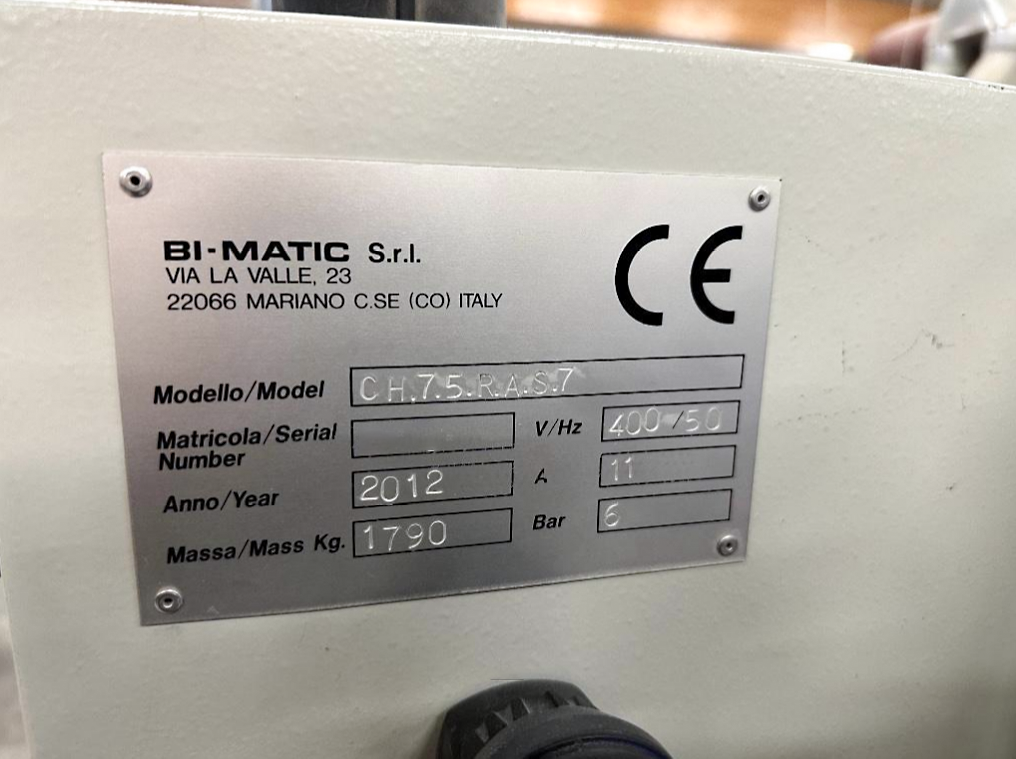 BI-MATIC S.r.l.
VIA LA VALLE, 23
22066 MARIANO C.SE (CO) ITALY
CE
Modello/Model CH.7.5.R.A.S.7
Matricola/Serial Number V/Hz 400/50
Anno/Year 2012 A 11
Massa/Mass Kg. 1790 Bar 6